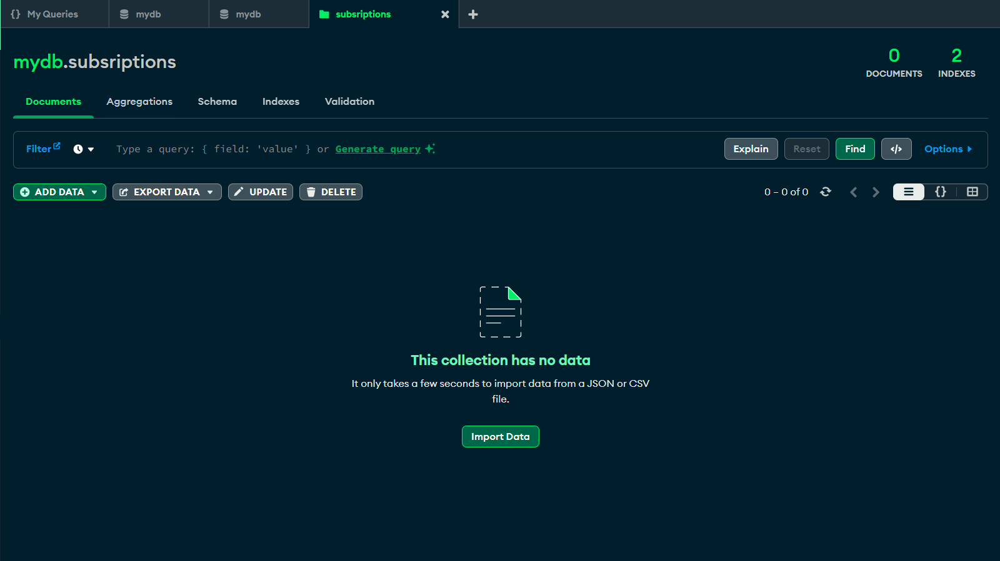 {} My Queries
mydb
mydb
subsriptions
mydb.subsriptions
0
DOCUMENTS
2
INDEXES
Documents
Aggregations
Schema
Indexes
Validation
Filter
Type a query: { field: 'value' } or Generate query
Explain
Reset
Find
</>
Options
ADD DATA
EXPORT DATA
UPDATE
DELETE
0 – 0 of 0
{}
This collection has no data
It only takes a few seconds to import data from a JSON or CSV
file.
Import Data